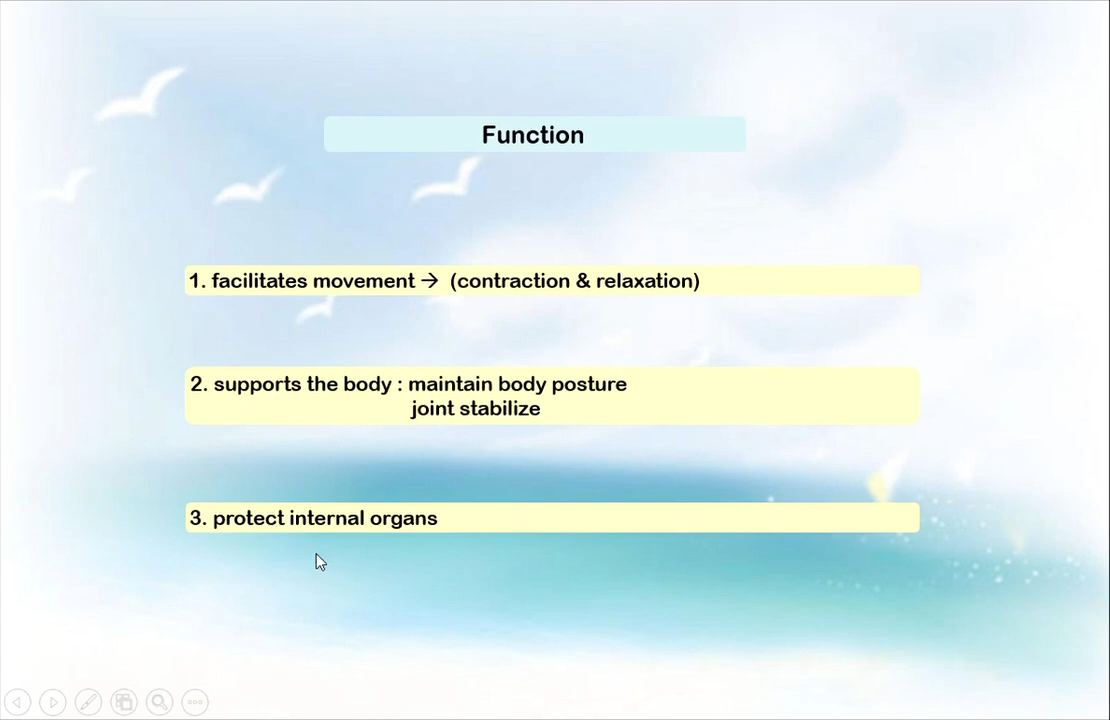 Function
1. facilitates movement → (contraction & relaxation)
2. supports the body : maintain body posture
joint stabilize
3. protect internal organs